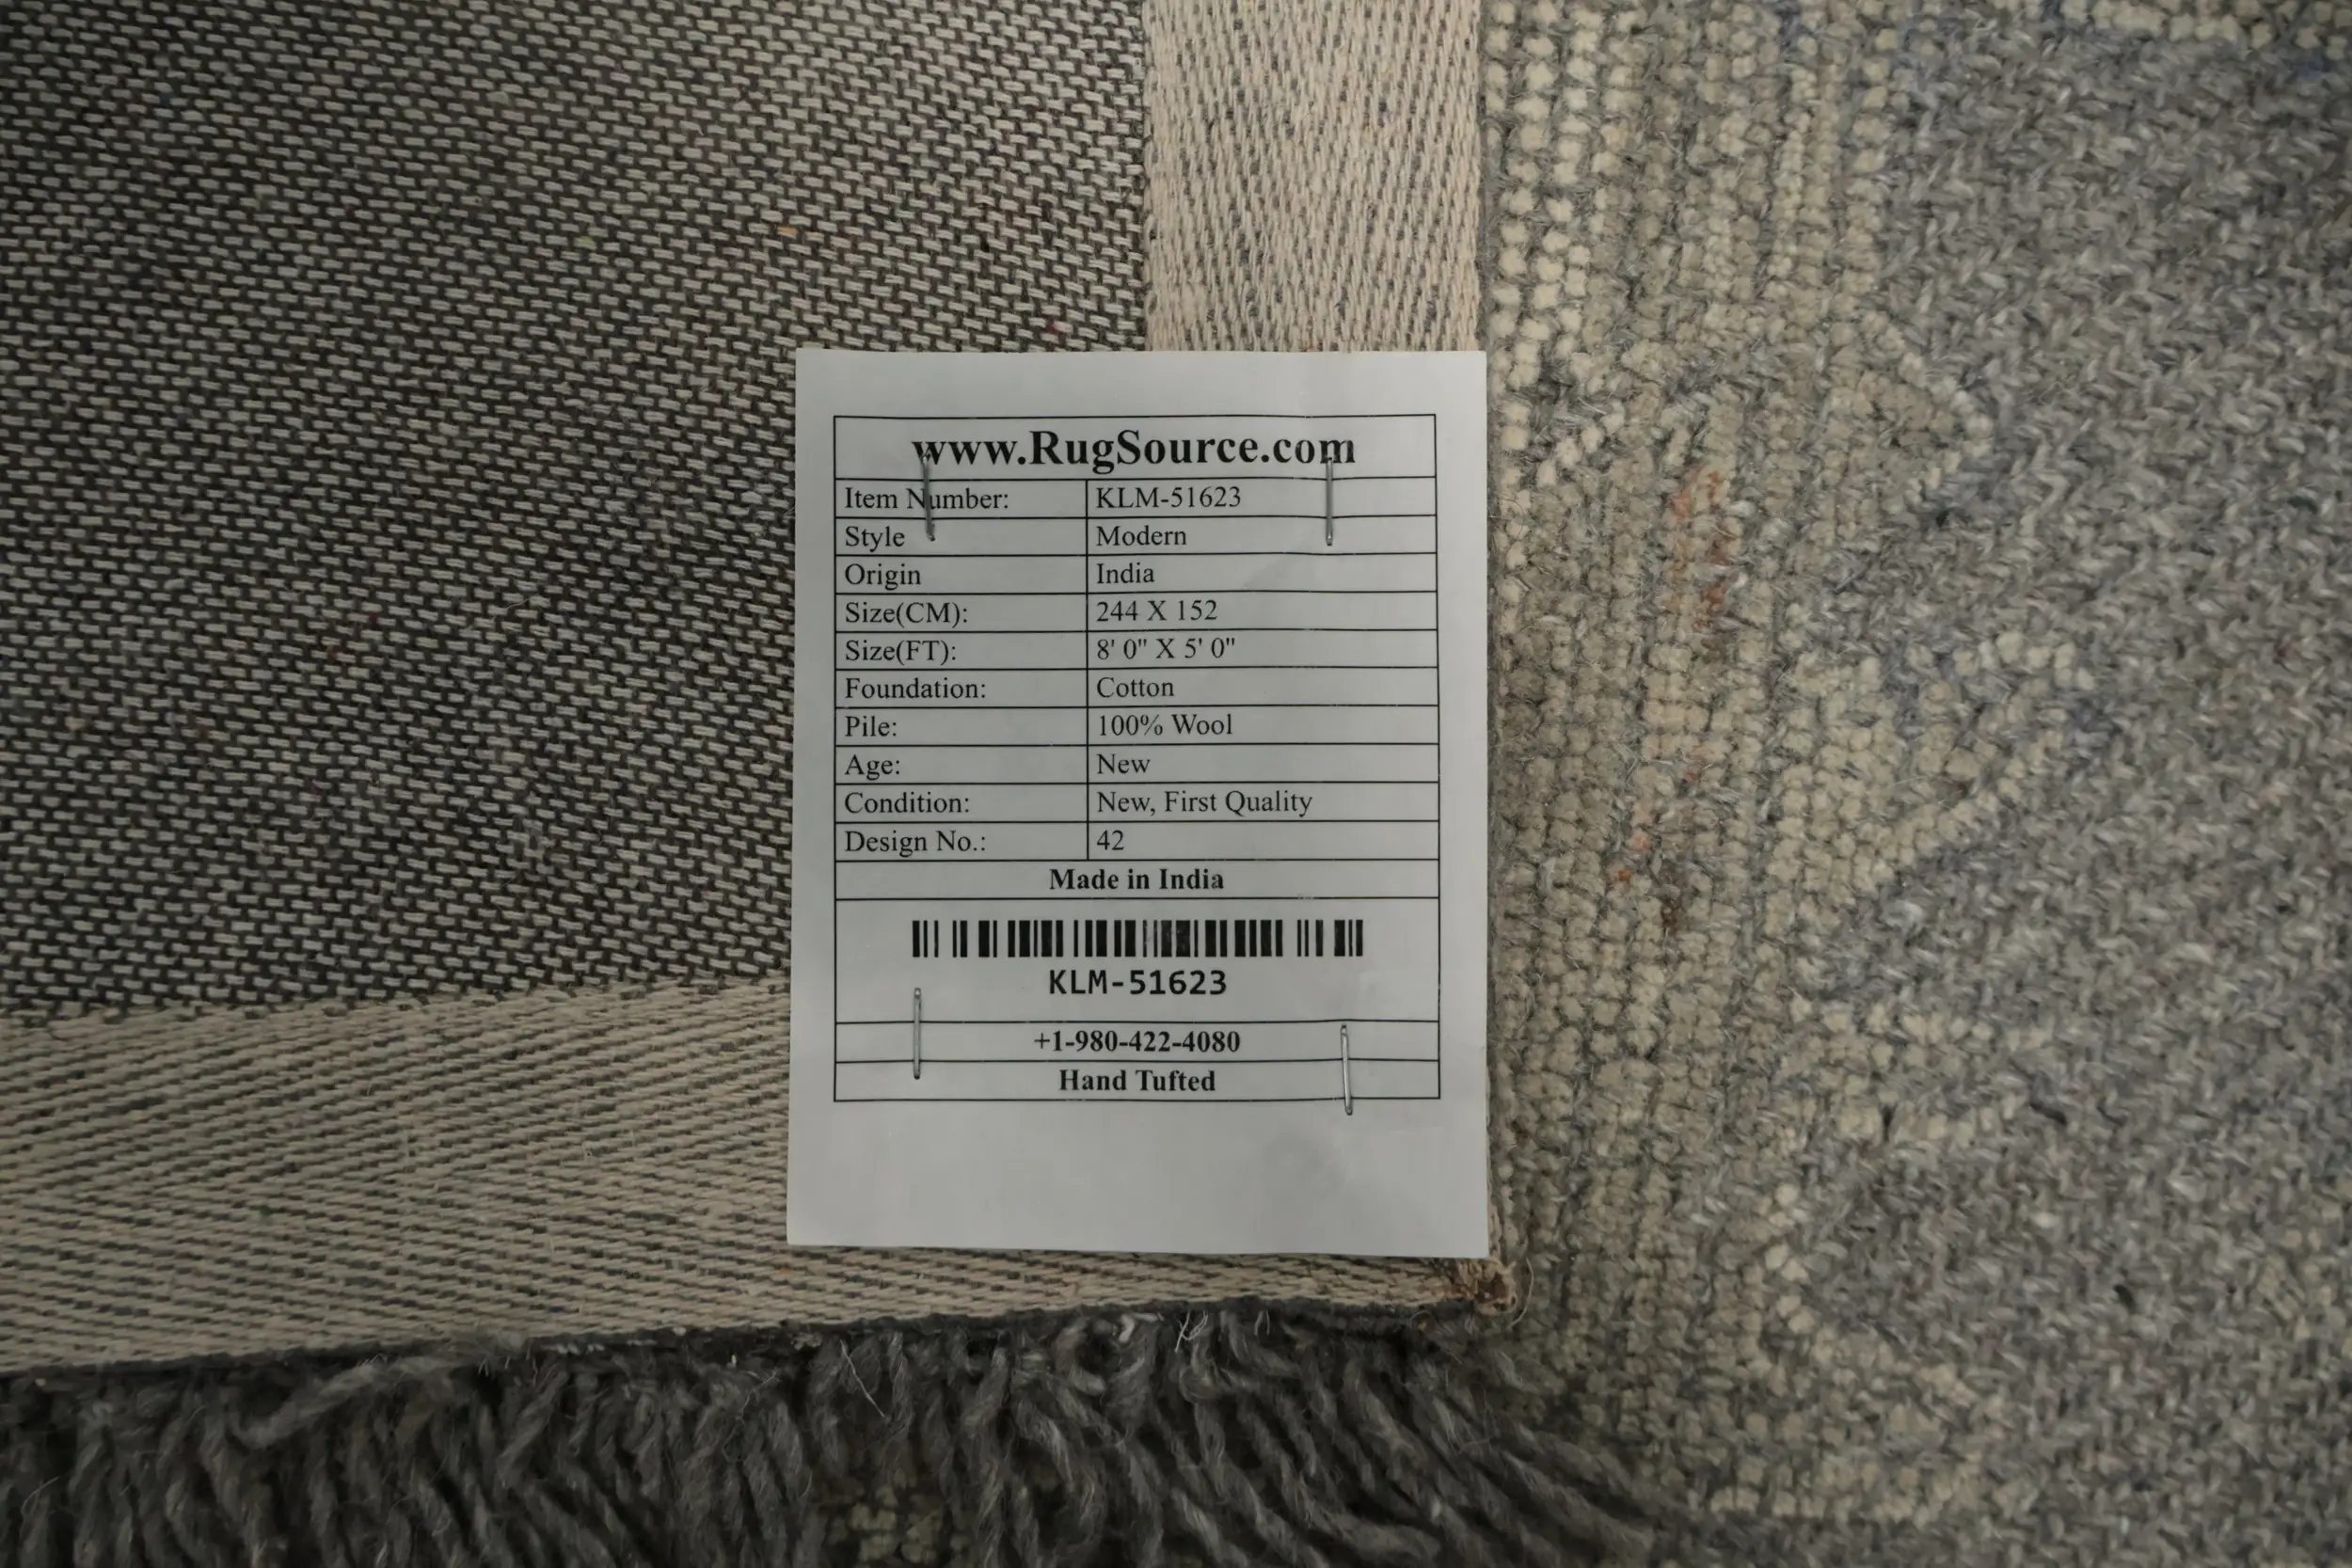 www.RugSource.com
Item Number: KLM-51623
Style Modern
Origin India
Size(CM): 244 X 152
Size(FT): 8' 0" X 5' 0"
Foundation: Cotton
Pile: 100% Wool
Age: New
Condition: New, First Quality
Design No.: 42
Made in India
KLM-51623
+1-980-422-4080
Hand Tufted